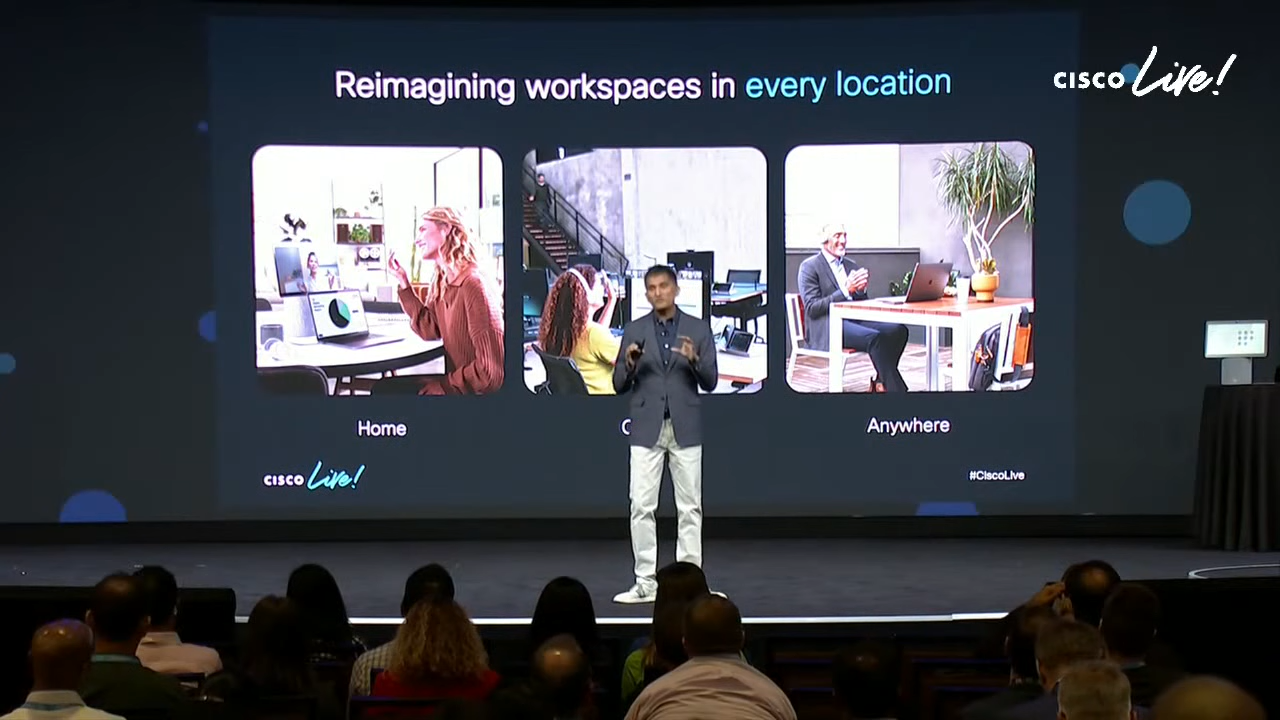 Reimagining workspaces in every location
CISCO Live!
Home
Anywhere
CISCO Live!
#CiscoLive